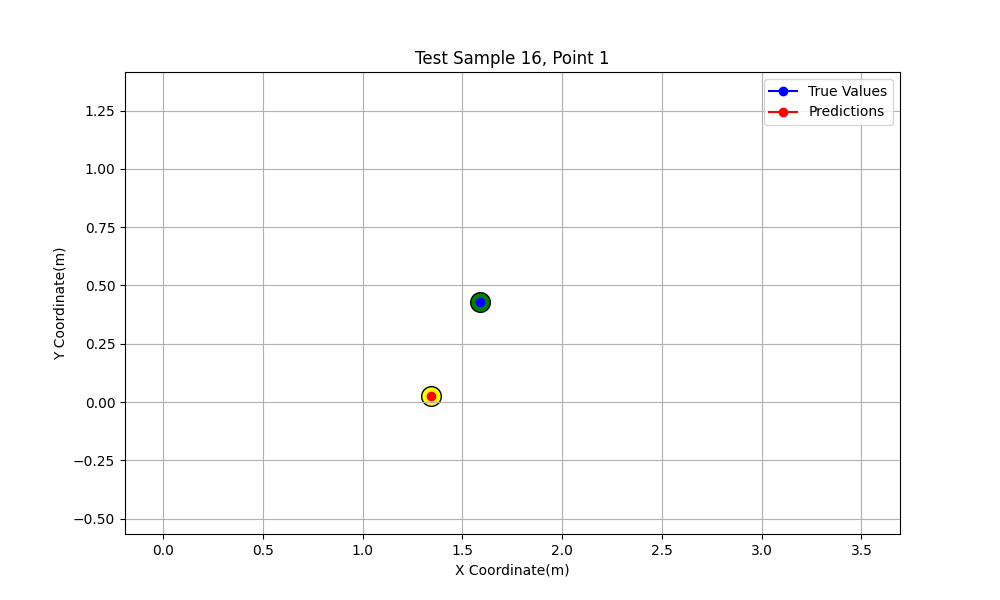 Test Sample 16, Point 1
True Values
Predictions
1.25
1.00
0.75
0.50
0.25
0.00
−0.25
−0.50
Y Coordinate(m)
0.0 0.5 1.0 1.5 2.0 2.5 3.0 3.5
X Coordinate(m)